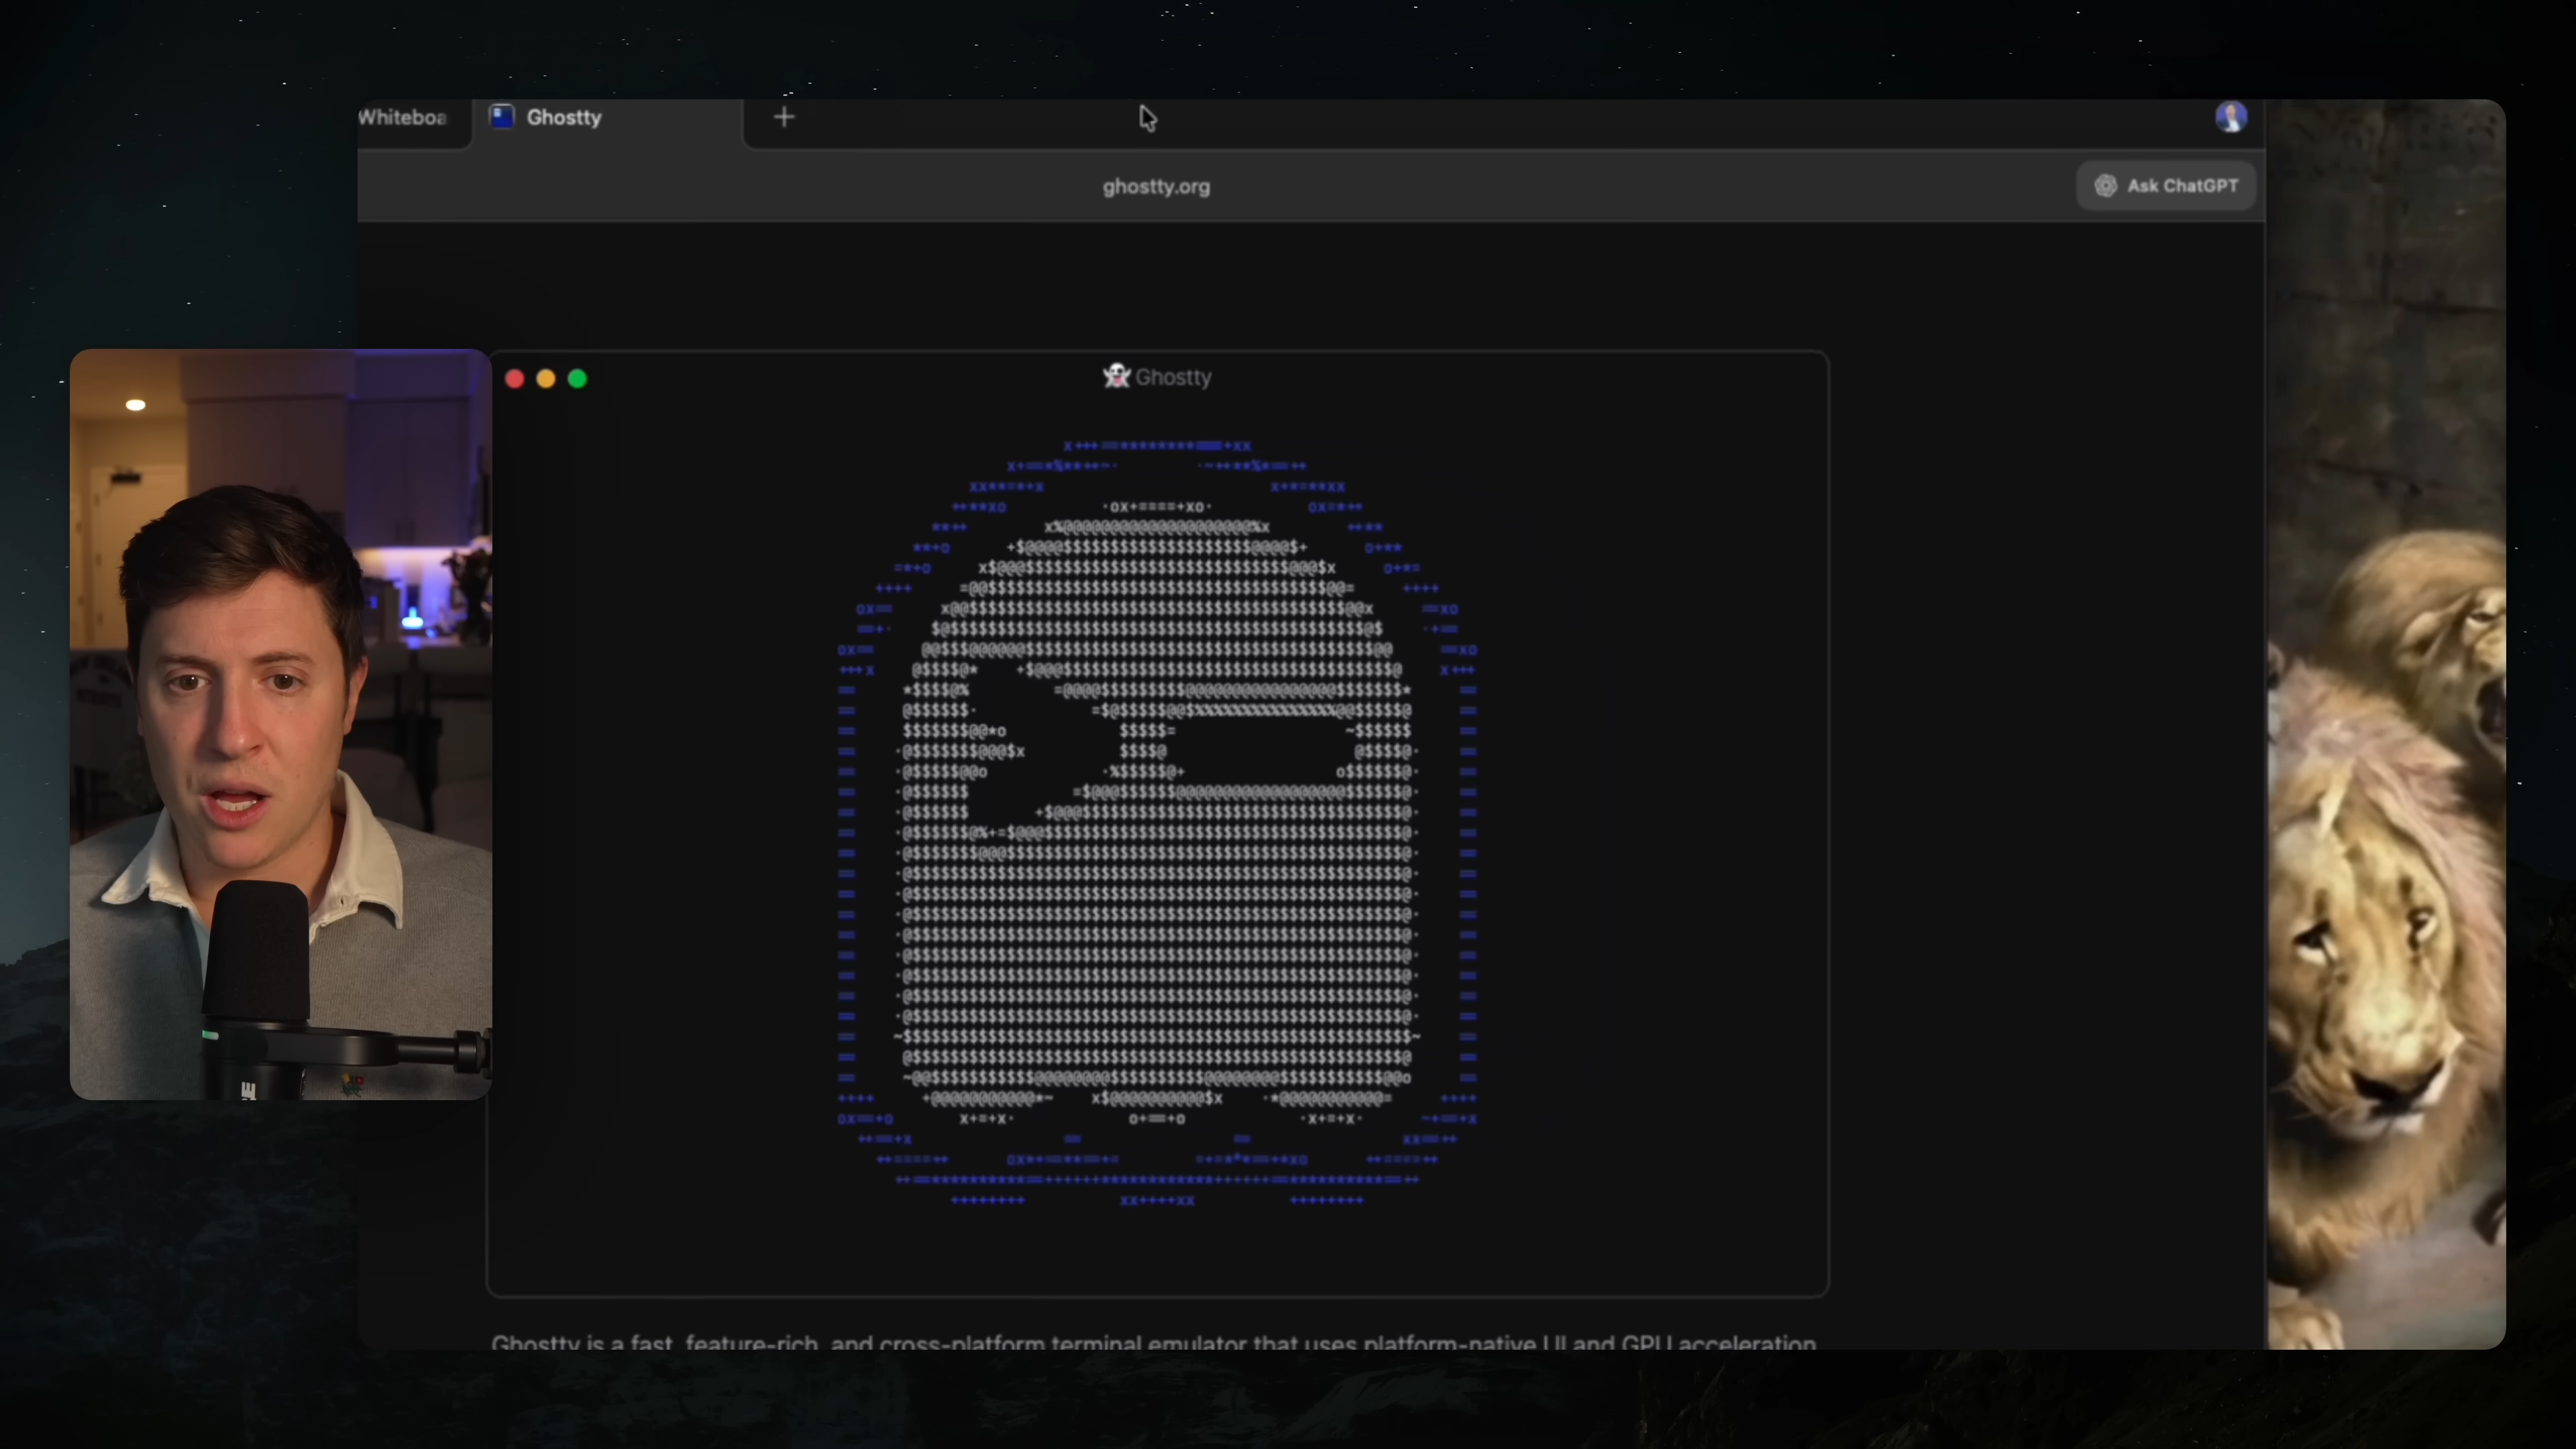 Whiteboa
Ghostty
ghostty.org
Ask ChatGPT
👻 Ghostty
Ghostty is a fast, feature-rich, and cross-platform terminal emulator that uses platform-native UI and GPU acceleration